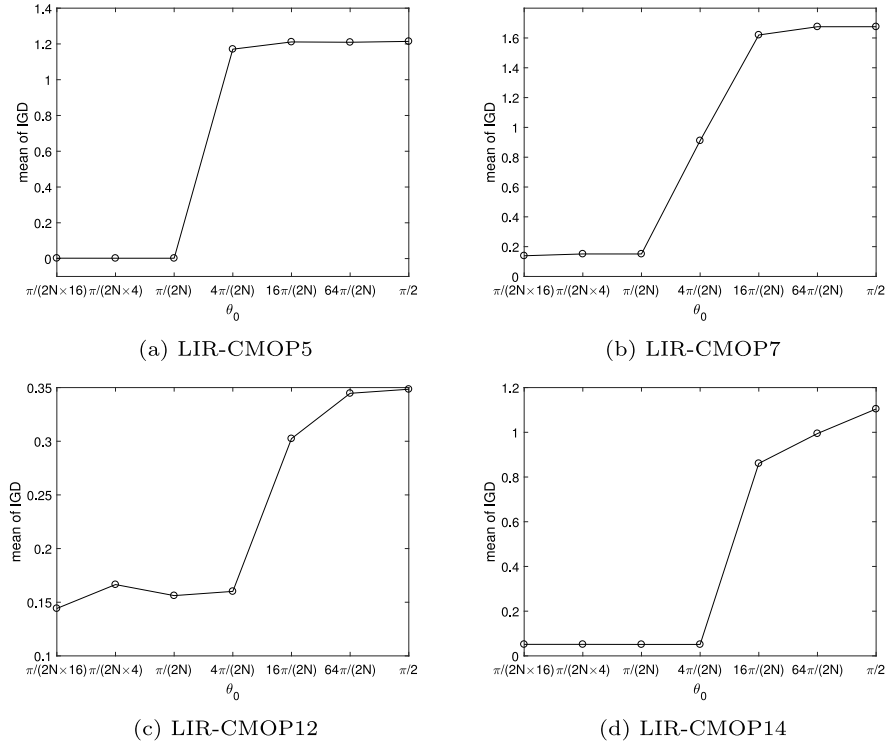 1.4
1.2
1
0.8
0.6
0.4
0.2
0
mean of IGD
π/(2N×16) π/(2N×4) π/(2N) 4π/(2N) 16π/(2N) 64π/(2N) π/2
θ₀
(a) LIR-CMOP5
1.6
1.4
1.2
1
0.8
0.6
0.4
0.2
0
mean of IGD
π/(2N×16) π/(2N×4) π/(2N) 4π/(2N) 16π/(2N) 64π/(2N) π/2
θ₀
(b) LIR-CMOP7
0.35
0.3
0.25
0.2
0.15
0.1
mean of IGD
π/(2N×16) π/(2N×4) π/(2N) 4π/(2N) 16π/(2N) 64π/(2N) π/2
θ₀
(c) LIR-CMOP12
1.2
1
0.8
0.6
0.4
0.2
0
mean of IGD
π/(2N×16) π/(2N×4) π/(2N) 4π/(2N) 16π/(2N) 64π/(2N) π/2
θ₀
(d) LIR-CMOP14